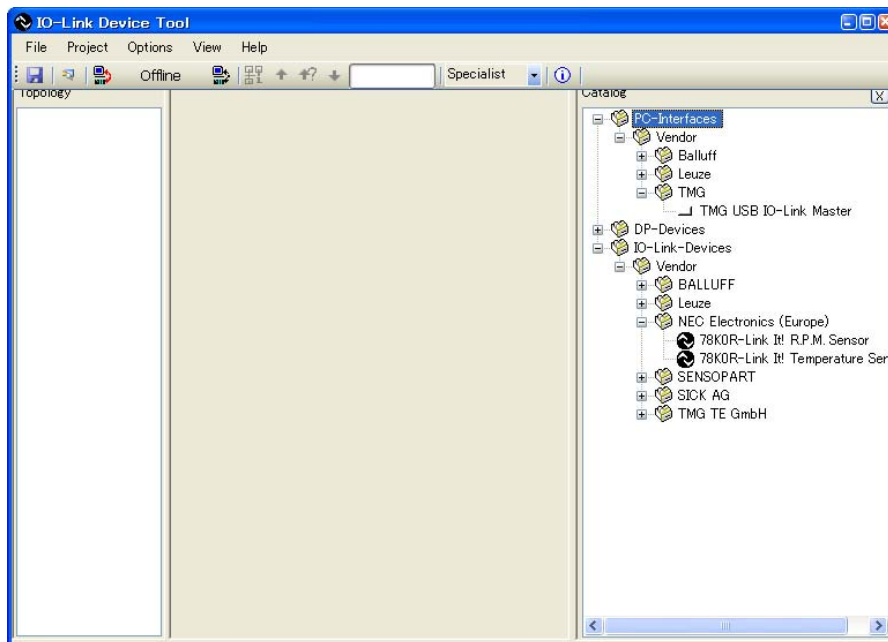 IO-Link Device Tool
File Project Options View Help
Offline Specialist
Topology
Catalog
PC-Interfaces
Vendor
Balluff
Leuze
TMG
TMG USB IO-Link Master
DP-Devices
IO-Link-Devices
Vendor
BALLUFF
Leuze
NEC Electronics (Europe)
78K0R-Link It! R.P.M. Sensor
78K0R-Link It! Temperature Ser
SENSOPART
SICK AG
TMG TE GmbH